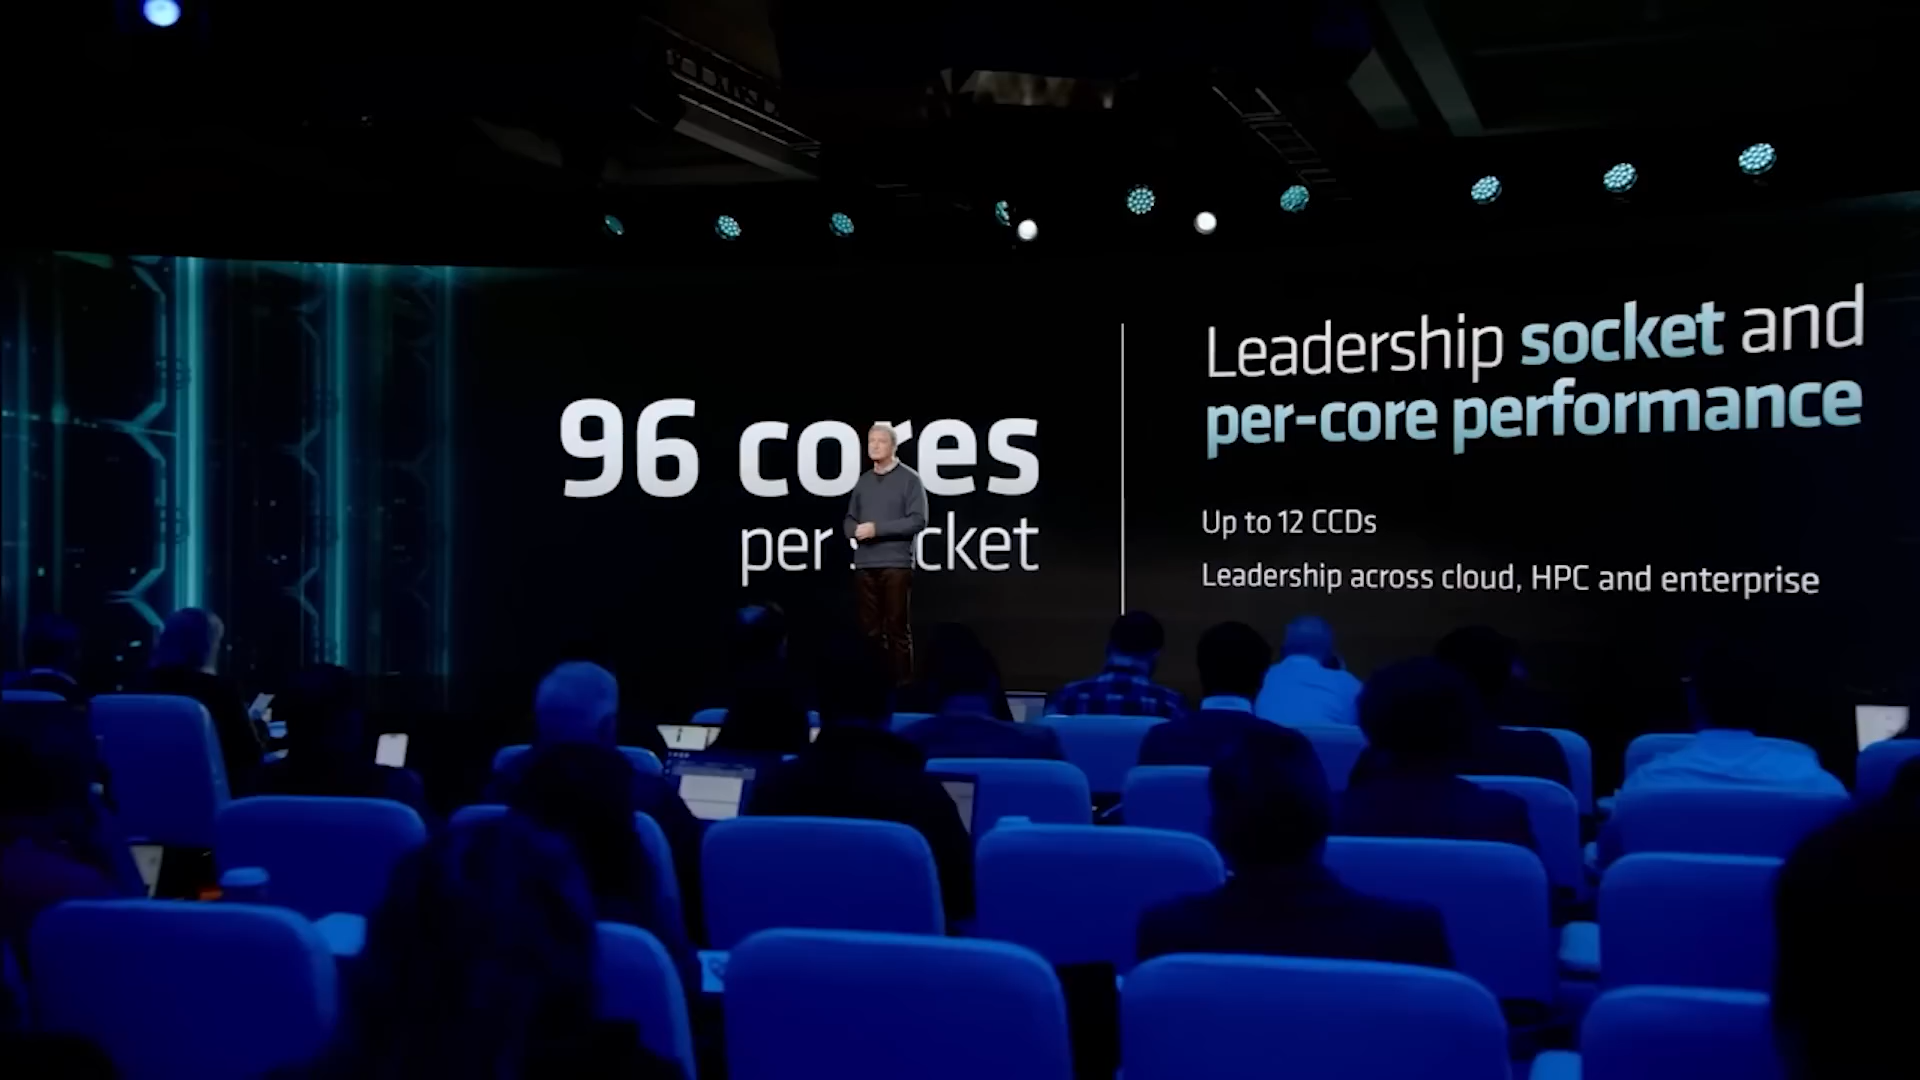 96 cores
per socket
Leadership socket and
per-core performance
Up to 12 CCDs
Leadership across cloud, HPC and enterprise